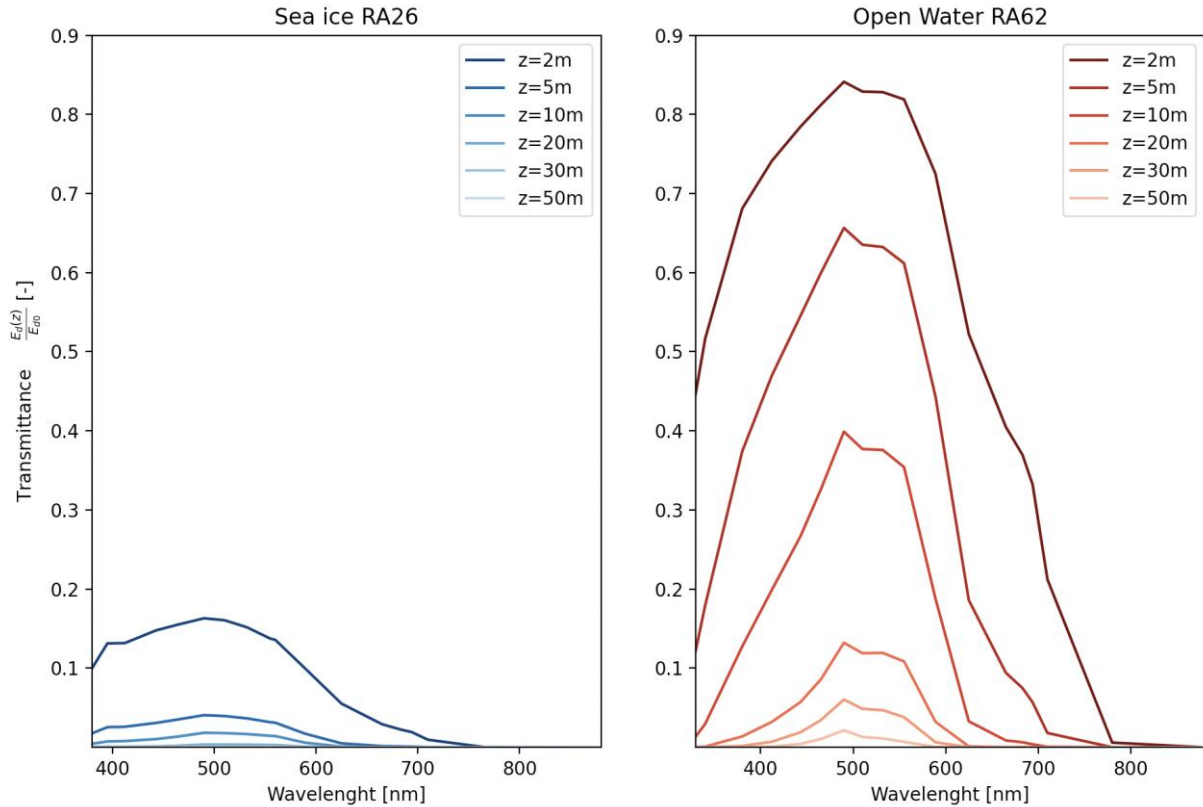 Sea ice RA26
0.9
0.8
0.7
0.6
0.5
0.4
0.3
0.2
0.1
Transmittance E_d(z)/E_{d0} [-]
z=2m
z=5m
z=10m
z=20m
z=30m
z=50m
400 500 600 700 800
Wavelenght [nm]
Open Water RA62
0.9
0.8
0.7
0.6
0.5
0.4
0.3
0.2
0.1
z=2m
z=5m
z=10m
z=20m
z=30m
z=50m
400 500 600 700 800
Wavelenght [nm]